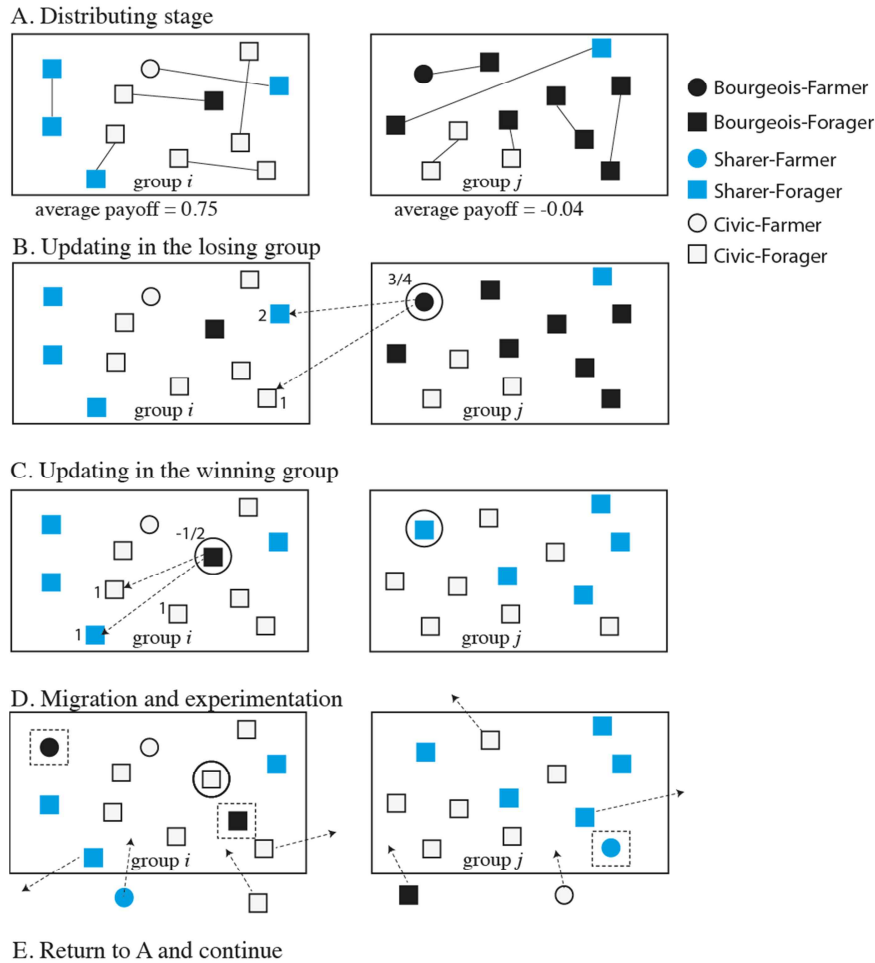 A. Distributing stage
group i
average payoff = 0.75
group j
average payoff = -0.04
Bourgeois-Farmer
Bourgeois-Forager
Sharer-Farmer
Sharer-Forager
Civic-Farmer
Civic-Forager
B. Updating in the losing group
3/4
2
1
group i
group j
C. Updating in the winning group
-1/2
1
1
1
group i
group j
D. Migration and experimentation
group i
group j
E. Return to A and continue